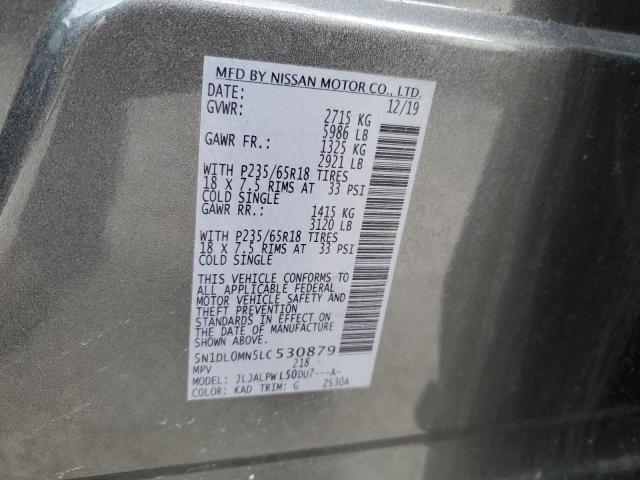 MFD BY NISSAN MOTOR CO., LTD.
DATE: 12/19
GVWR: 2715 KG
5986 LB
GAWR FR.: 1325 KG
2921 LB
WITH P235/65R18 TIRES
18 X 7.5 RIMS AT 33 PSI
COLD SINGLE
GAWR RR.: 1415 KG
3120 LB
WITH P235/65R18 TIRES
18 X 7.5 RIMS AT 33 PSI
COLD SINGLE
THIS VEHICLE CONFORMS TO
ALL APPLICABLE FEDERAL
MOTOR VEHICLE SAFETY AND
THEFT PREVENTION
STANDARDS IN EFFECT ON
THE DATE OF MANUFACTURE
5N1DL0MN5LC530879
MPV 218
MODEL: JLJALPWL50DU7---A-
COLOR: KAD TRIM: G 2S30A